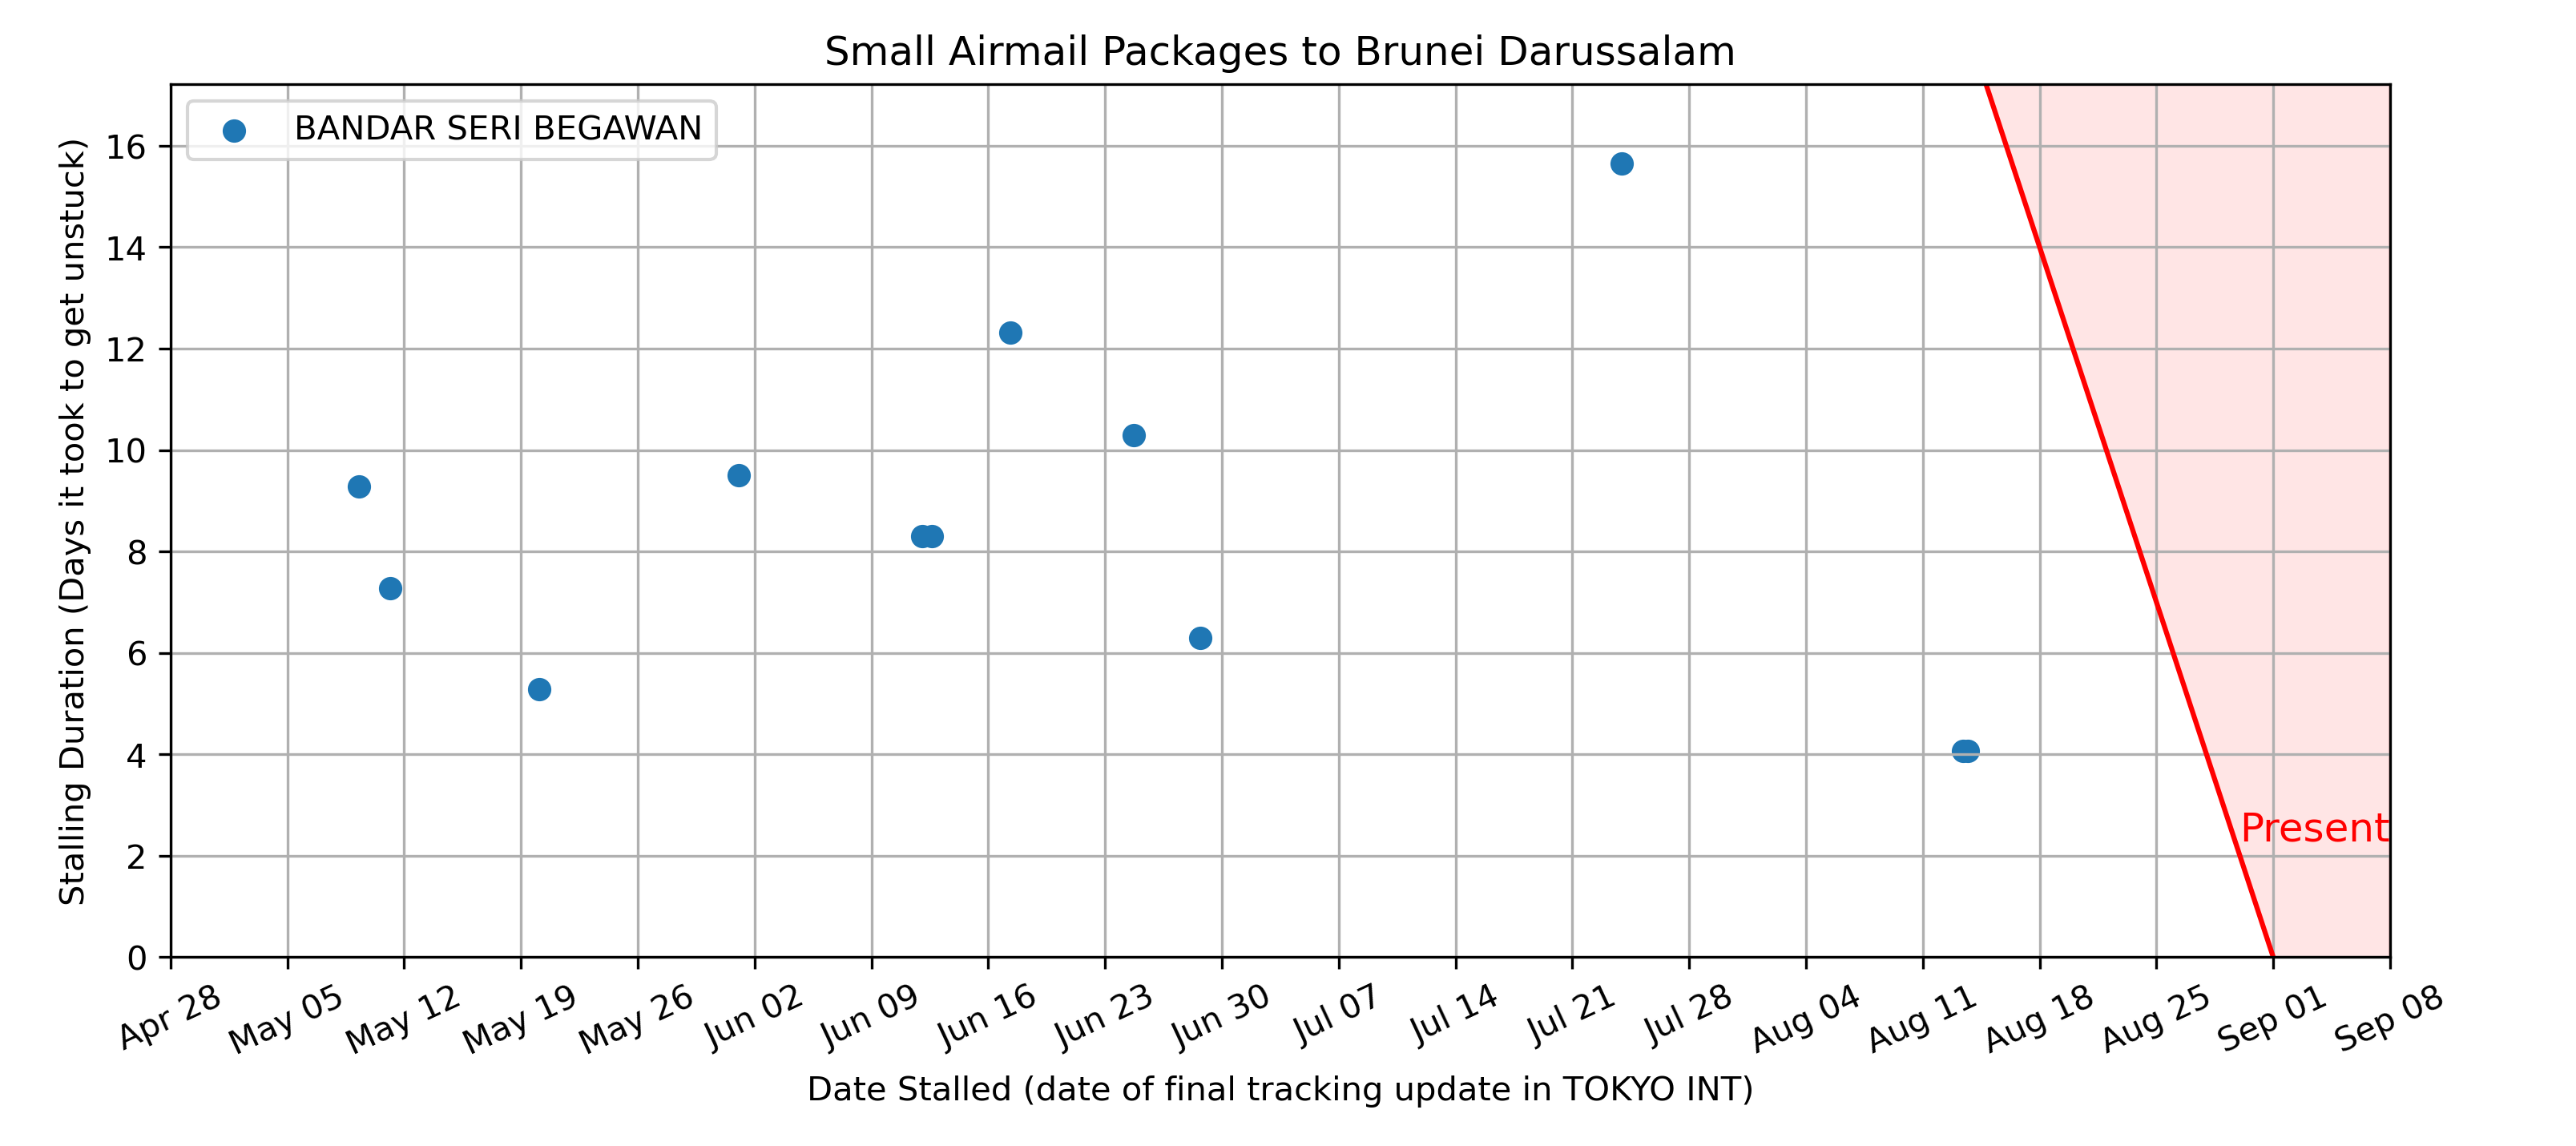 Small Airmail Packages to Brunei Darussalam
BANDAR SERI BEGAWAN
Stalling Duration (Days it took to get unstuck)
16
14
12
10
8
6
4
2
0
Present
Apr 28
May 05
May 12
May 19
May 26
Jun 02
Jun 09
Jun 16
Jun 23
Jun 30
Jul 07
Jul 14
Jul 21
Jul 28
Aug 04
Aug 11
Aug 18
Aug 25
Sep 01
Sep 08
Date Stalled (date of final tracking update in TOKYO INT)